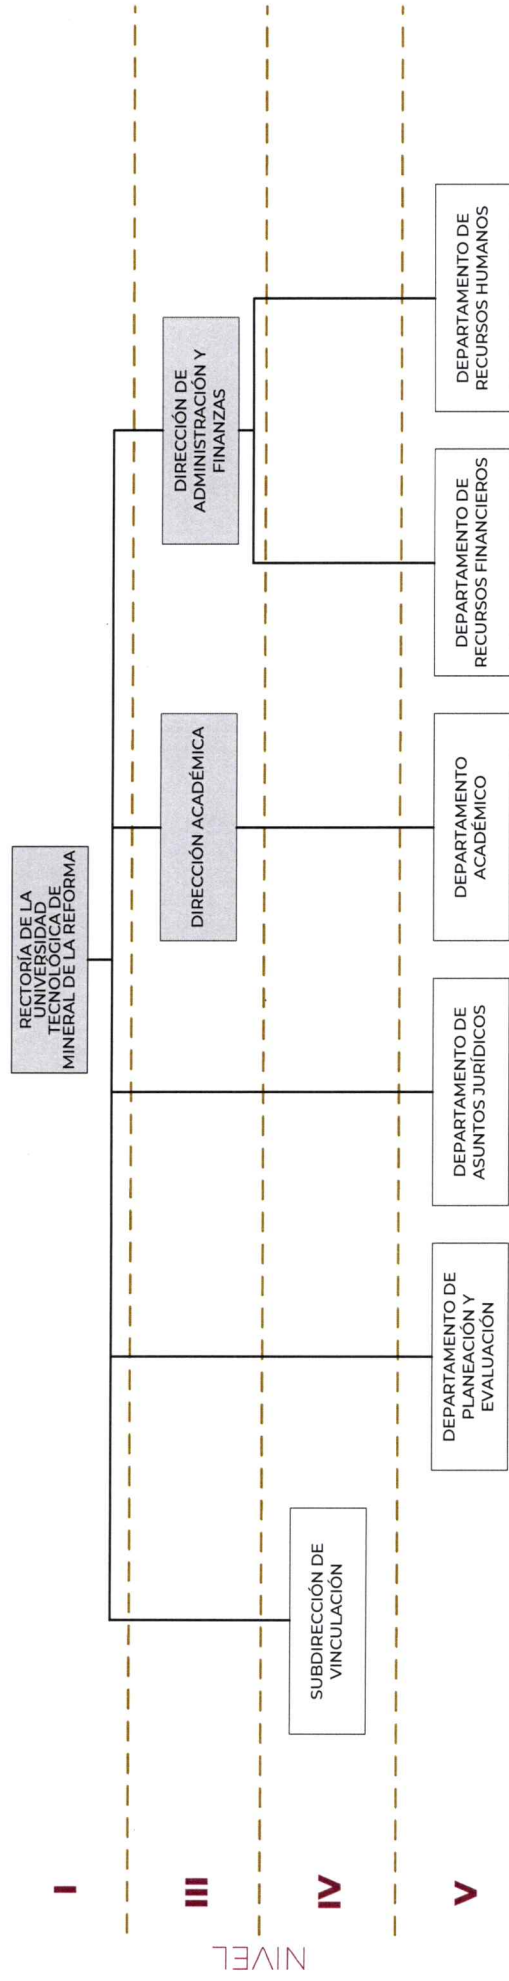 NIVEL
I
RECTORÍA DE LA
UNIVERSIDAD
TECNOLÓGICA DE
MINERAL DE LA REFORMA
III
DIRECCIÓN ACADÉMICA
DIRECCIÓN DE
ADMINISTRACIÓN Y
FINANZAS
IV
SUBDIRECCIÓN DE
VINCULACIÓN
V
DEPARTAMENTO DE
PLANEACIÓN Y
EVALUACIÓN
DEPARTAMENTO DE
ASUNTOS JURÍDICOS
DEPARTAMENTO
ACADÉMICO
DEPARTAMENTO DE
RECURSOS FINANCIEROS
DEPARTAMENTO DE
RECURSOS HUMANOS